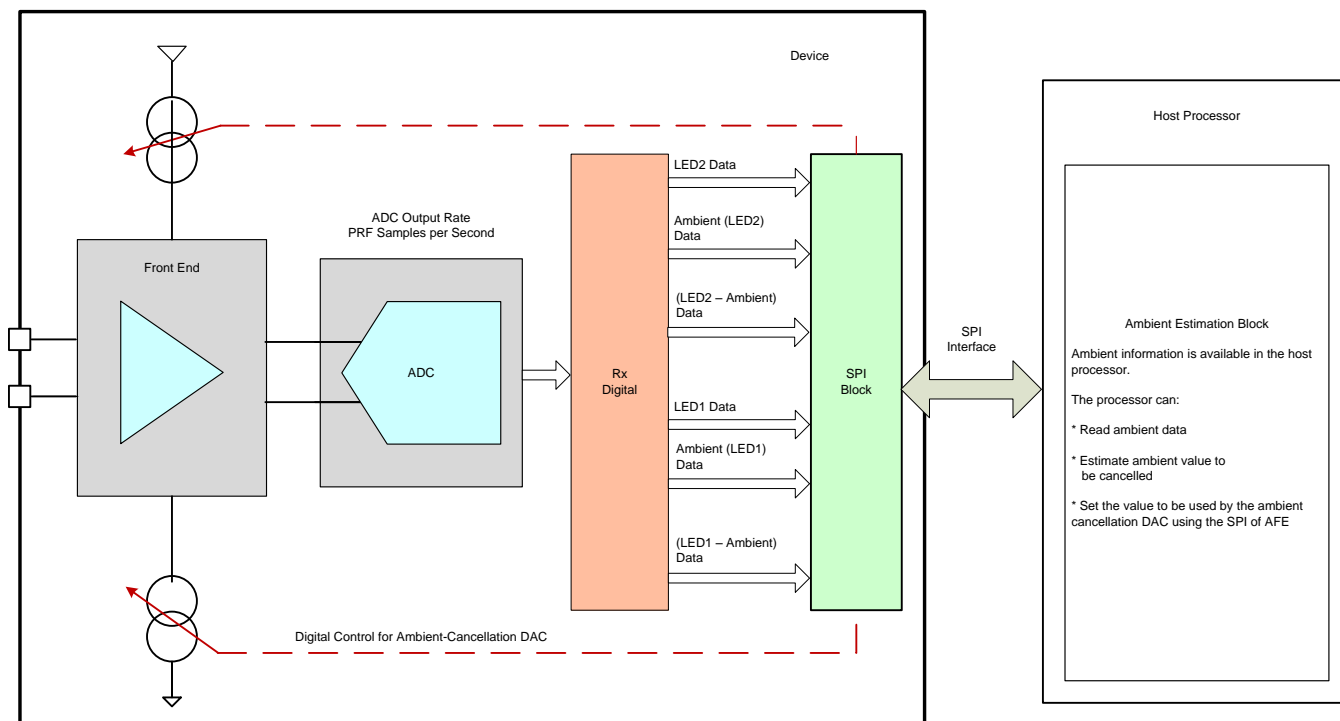 Device
Host Processor
LED2 Data
ADC Output Rate
PRF Samples per Second
Ambient (LED2)
Data
Front End
(LED2 – Ambient)
Data
Ambient Estimation Block
SPI
Interface
Ambient information is available in the host
processor.
ADC
Rx
Digital
SPI
Block
The processor can:
LED1 Data
* Read ambient data
Ambient (LED1)
Data
* Estimate ambient value to
be cancelled
* Set the value to be used by the ambient
cancellation DAC using the SPI of AFE
(LED1 – Ambient)
Data
Digital Control for Ambient-Cancellation DAC